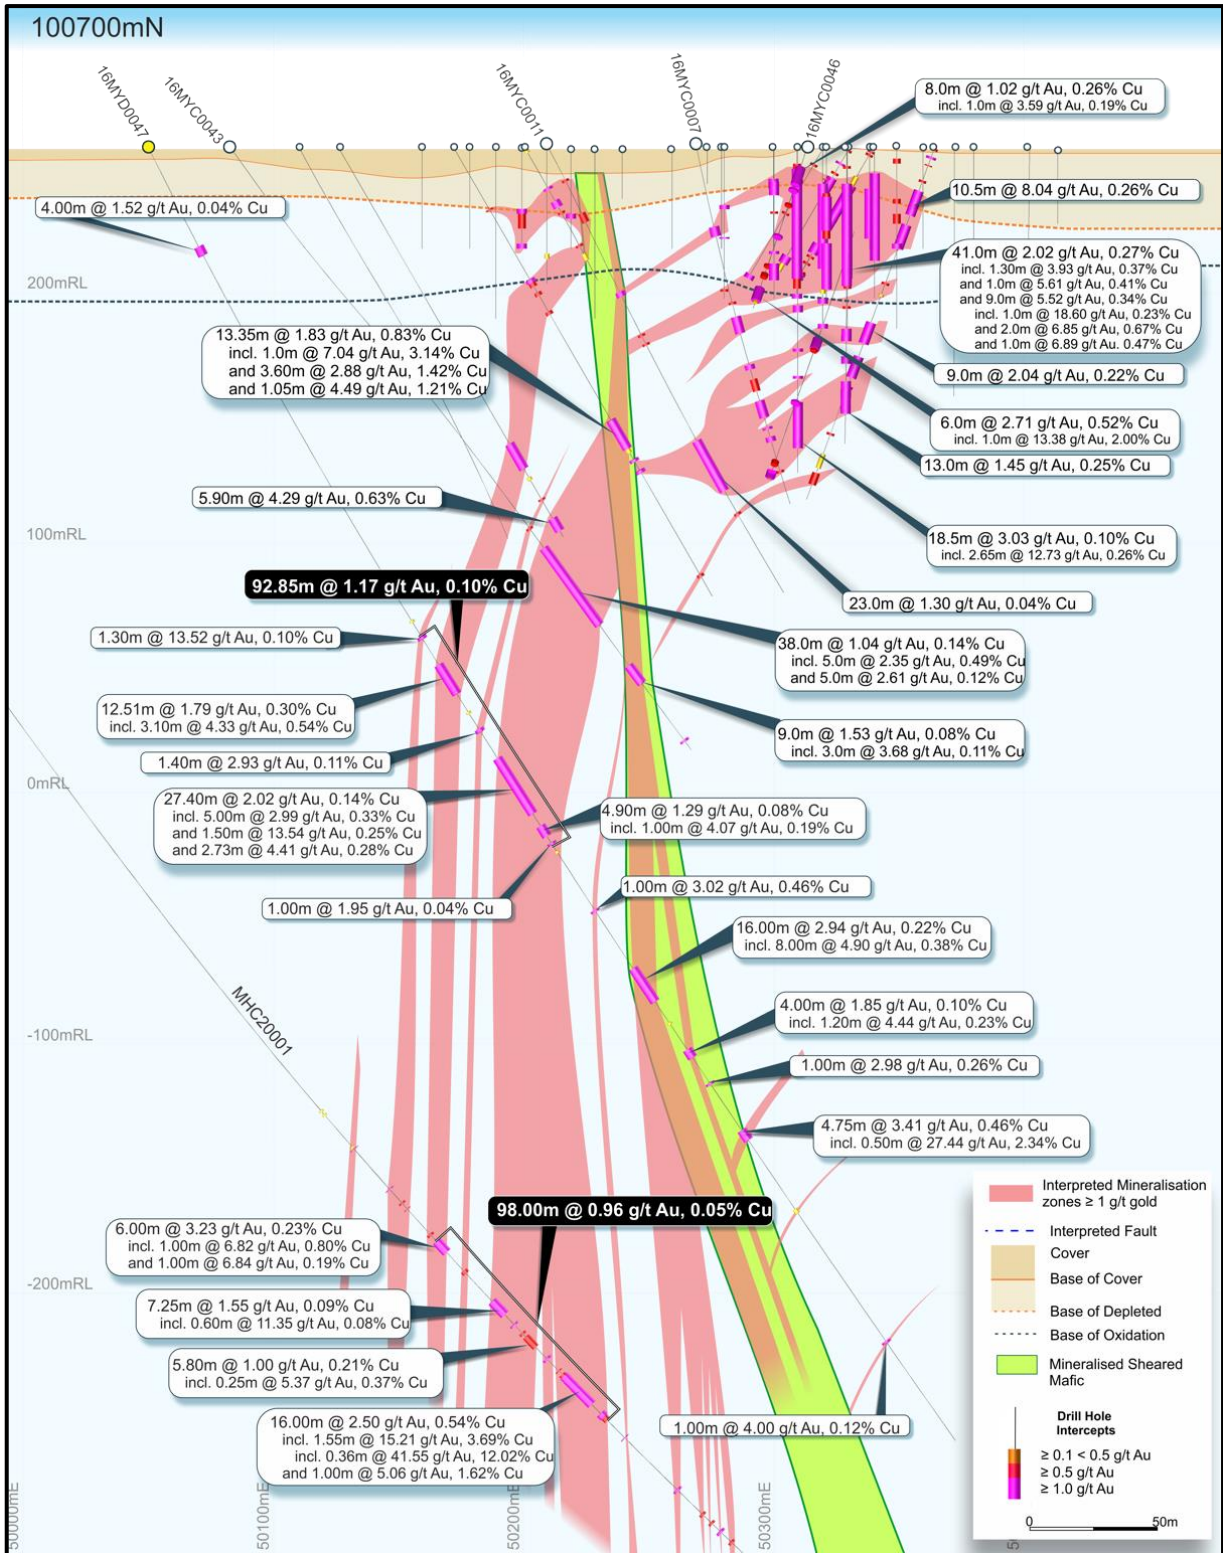 100700mN
16MYD0047
16MYC0043
16MYC0011
16MYC0007
16MYC0046
8.0m @ 1.02 g/t Au, 0.26% Cu
incl. 1.0m @ 3.59 g/t Au, 0.19% Cu
10.5m @ 8.04 g/t Au, 0.26% Cu
4.00m @ 1.52 g/t Au, 0.04% Cu
41.0m @ 2.02 g/t Au, 0.27% Cu
incl. 1.30m @ 3.93 g/t Au, 0.37% Cu
and 1.0m @ 5.61 g/t Au, 0.41% Cu
and 9.0m @ 5.52 g/t Au, 0.34% Cu
incl. 1.0m @ 18.60 g/t Au, 0.23% Cu
and 2.0m @ 6.85 g/t Au, 0.67% Cu
and 1.0m @ 6.89 g/t Au. 0.47% Cu
200mRL
13.35m @ 1.83 g/t Au, 0.83% Cu
incl. 1.0m @ 7.04 g/t Au, 3.14% Cu
and 3.60m @ 2.88 g/t Au, 1.42% Cu
and 1.05m @ 4.49 g/t Au, 1.21% Cu
9.0m @ 2.04 g/t Au, 0.22% Cu
6.0m @ 2.71 g/t Au, 0.52% Cu
incl. 1.0m @ 13.38 g/t Au, 2.00% Cu
13.0m @ 1.45 g/t Au, 0.25% Cu
5.90m @ 4.29 g/t Au, 0.63% Cu
100mRL
18.5m @ 3.03 g/t Au, 0.10% Cu
incl. 2.65m @ 12.73 g/t Au, 0.26% Cu
92.85m @ 1.17 g/t Au, 0.10% Cu
23.0m @ 1.30 g/t Au, 0.04% Cu
1.30m @ 13.52 g/t Au, 0.10% Cu
38.0m @ 1.04 g/t Au, 0.14% Cu
incl. 5.0m @ 2.35 g/t Au, 0.49% Cu
and 5.0m @ 2.61 g/t Au, 0.12% Cu
12.51m @ 1.79 g/t Au, 0.30% Cu
incl. 3.10m @ 4.33 g/t Au, 0.54% Cu
9.0m @ 1.53 g/t Au, 0.08% Cu
incl. 3.0m @ 3.68 g/t Au, 0.11% Cu
1.40m @ 2.93 g/t Au, 0.11% Cu
0mRL
27.40m @ 2.02 g/t Au, 0.14% Cu
incl. 5.00m @ 2.99 g/t Au, 0.33% Cu
and 1.50m @ 13.54 g/t Au, 0.25% Cu
and 2.73m @ 4.41 g/t Au, 0.28% Cu
4.90m @ 1.29 g/t Au, 0.08% Cu
incl. 1.00m @ 4.07 g/t Au, 0.19% Cu
1.00m @ 3.02 g/t Au, 0.46% Cu
1.00m @ 1.95 g/t Au, 0.04% Cu
16.00m @ 2.94 g/t Au, 0.22% Cu
incl. 8.00m @ 4.90 g/t Au, 0.38% Cu
MHC20001
-100mRL
4.00m @ 1.85 g/t Au, 0.10% Cu
incl. 1.20m @ 4.44 g/t Au, 0.23% Cu
1.00m @ 2.98 g/t Au, 0.26% Cu
4.75m @ 3.41 g/t Au, 0.46% Cu
incl. 0.50m @ 27.44 g/t Au, 2.34% Cu
98.00m @ 0.96 g/t Au, 0.05% Cu
6.00m @ 3.23 g/t Au, 0.23% Cu
incl. 1.00m @ 6.82 g/t Au, 0.80% Cu
and 1.00m @ 6.84 g/t Au, 0.19% Cu
-200mRL
7.25m @ 1.55 g/t Au, 0.09% Cu
incl. 0.60m @ 11.35 g/t Au, 0.08% Cu
5.80m @ 1.00 g/t Au, 0.21% Cu
incl. 0.25m @ 5.37 g/t Au, 0.37% Cu
16.00m @ 2.50 g/t Au, 0.54% Cu
incl. 1.55m @ 15.21 g/t Au, 3.69% Cu
incl. 0.36m @ 41.55 g/t Au, 12.02% Cu
and 1.00m @ 5.06 g/t Au, 1.62% Cu
1.00m @ 4.00 g/t Au, 0.12% Cu
50000mE
50100mE
50200mE
50300mE
Interpreted Mineralisation
zones ≥ 1 g/t gold
Interpreted Fault
Cover
Base of Cover
Base of Depleted
Base of Oxidation
Mineralised Sheared
Mafic
Drill Hole
Intercepts
≥ 0.1 < 0.5 g/t Au
≥ 0.5 g/t Au
≥ 1.0 g/t Au
0
50m